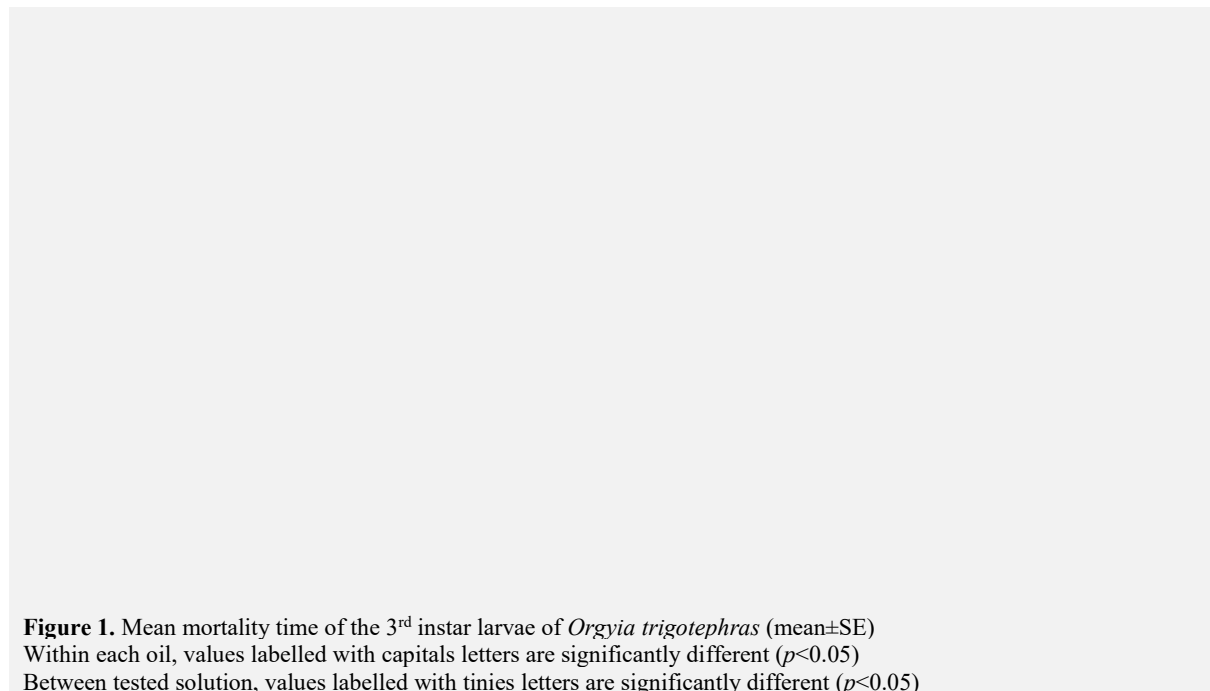 Figure 1. Mean mortality time of the 3rd instar larvae of Orgyia trigotephras (mean±SE)
Within each oil, values labelled with capitals letters are significantly different (p<0.05)
Between tested solution, values labelled with tinies letters are significantly different (p<0.05)